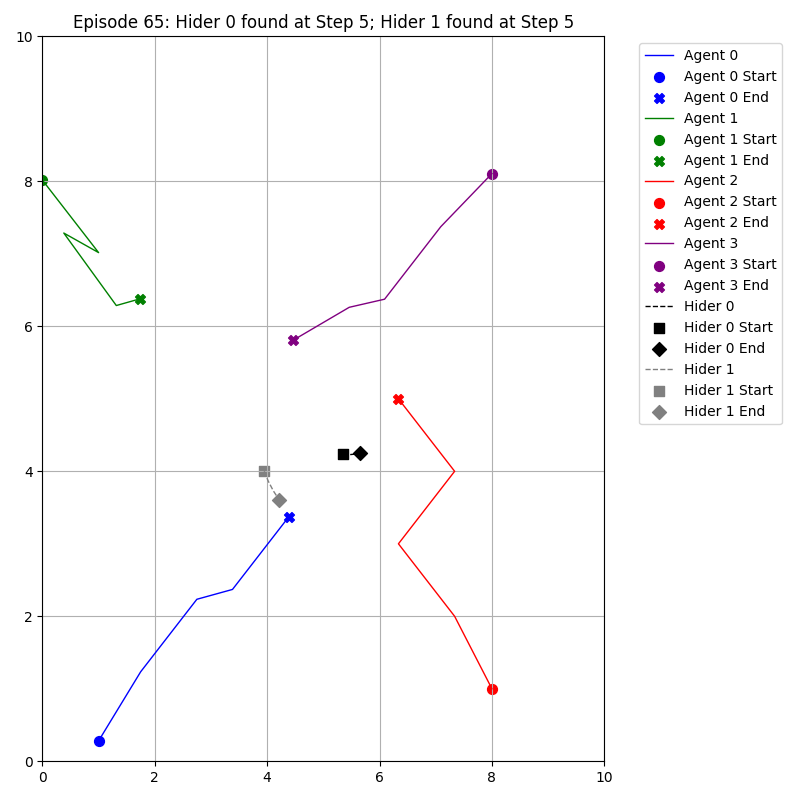 Episode 65: Hider 0 found at Step 5; Hider 1 found at Step 5
10
8
6
4
2
0
0 2 4 6 8 10
Agent 0
Agent 0 Start
Agent 0 End
Agent 1
Agent 1 Start
Agent 1 End
Agent 2
Agent 2 Start
Agent 2 End
Agent 3
Agent 3 Start
Agent 3 End
Hider 0
Hider 0 Start
Hider 0 End
Hider 1
Hider 1 Start
Hider 1 End